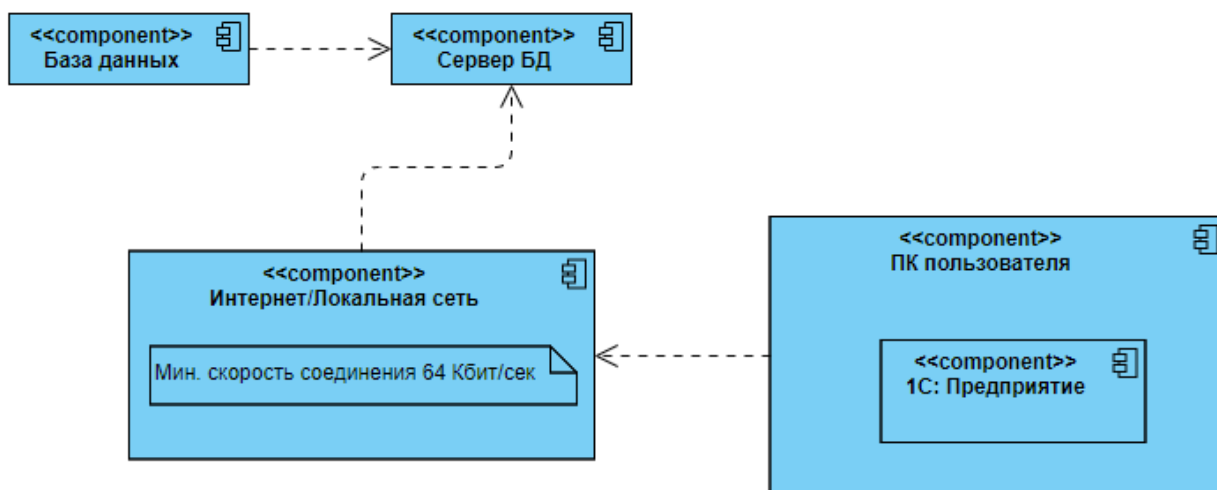 <<component>>
База данных
<<component>>
Сервер БД
<<component>>
Интернет/Локальная сеть
Мин. скорость соединения 64 Кбит/сек
<<component>>
ПК пользователя
<<component>>
1С: Предприятие